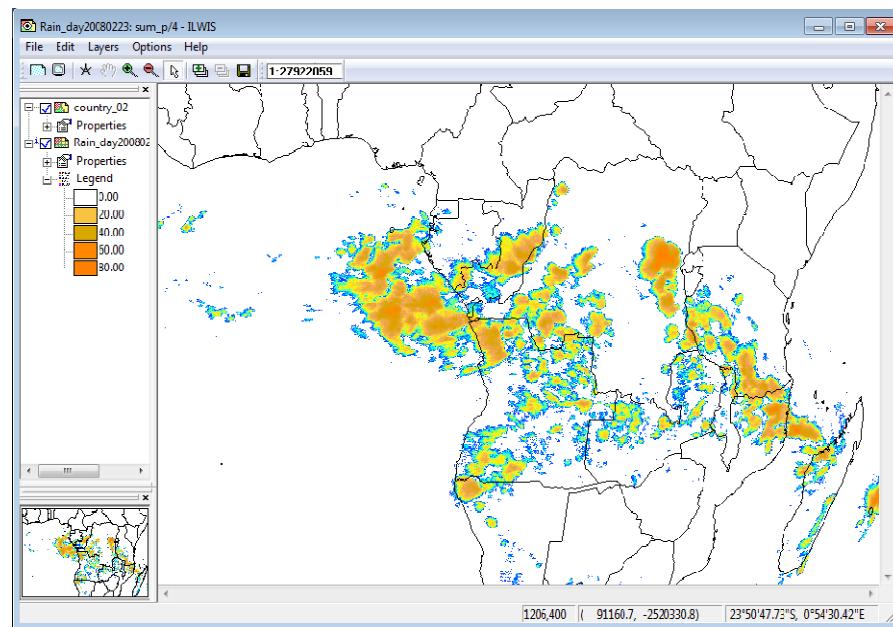 Rain_day20080223: sum_p/4 - ILWIS
File Edit Layers Options Help
1:27922059
country_02
Properties
Rain_day200802
Properties
Legend
0.00
20.00
40.00
60.00
80.00
1206,400 ( 91160.7, -2520330.8) 23°50'47.73"S, 0°54'30.42"E